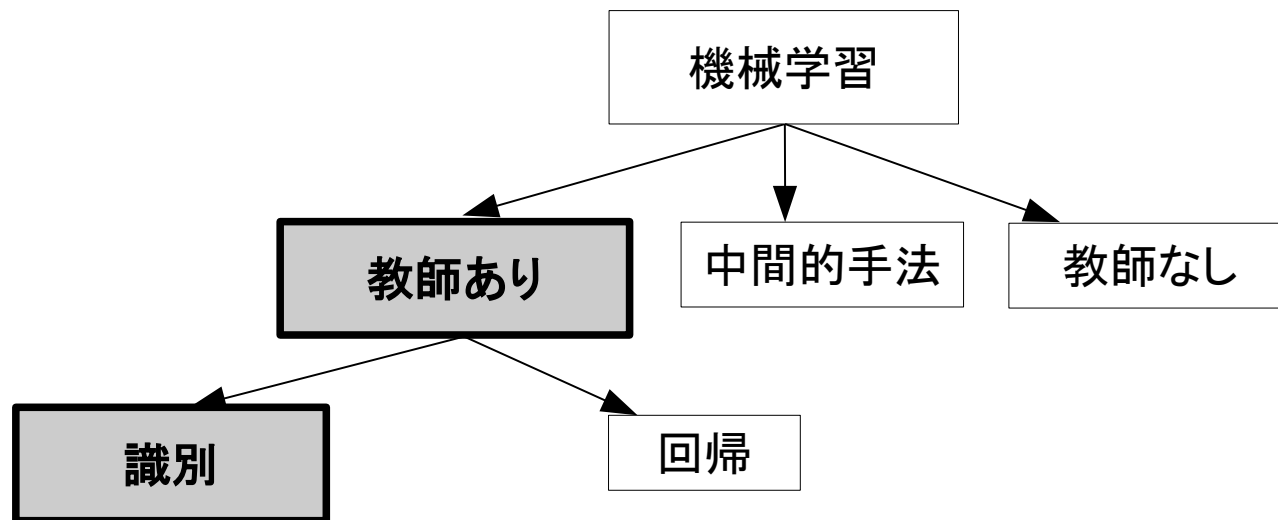 機械学習
教師あり
中間的手法
教師なし
識別
回帰